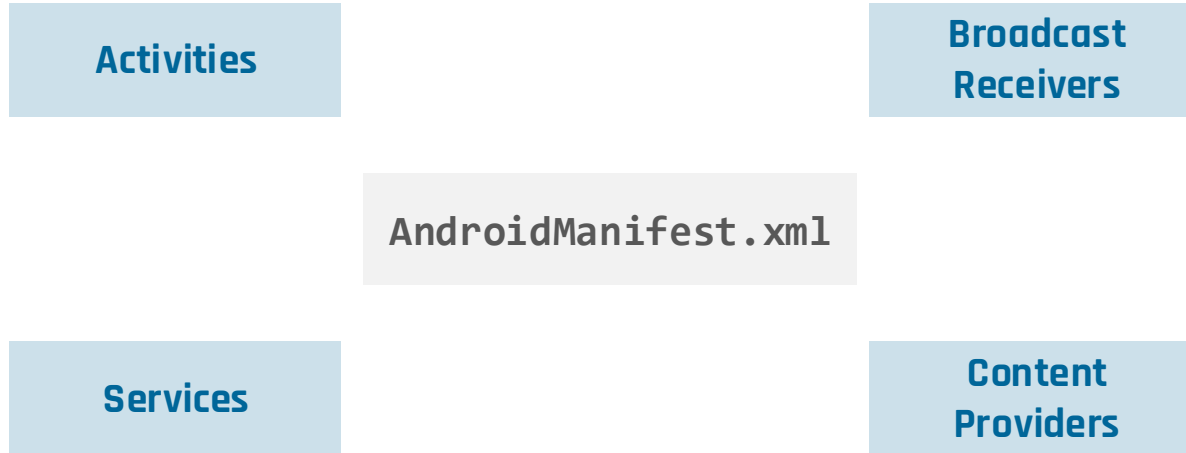 Activities
Broadcast
Receivers
AndroidManifest.xml
Services
Content
Providers